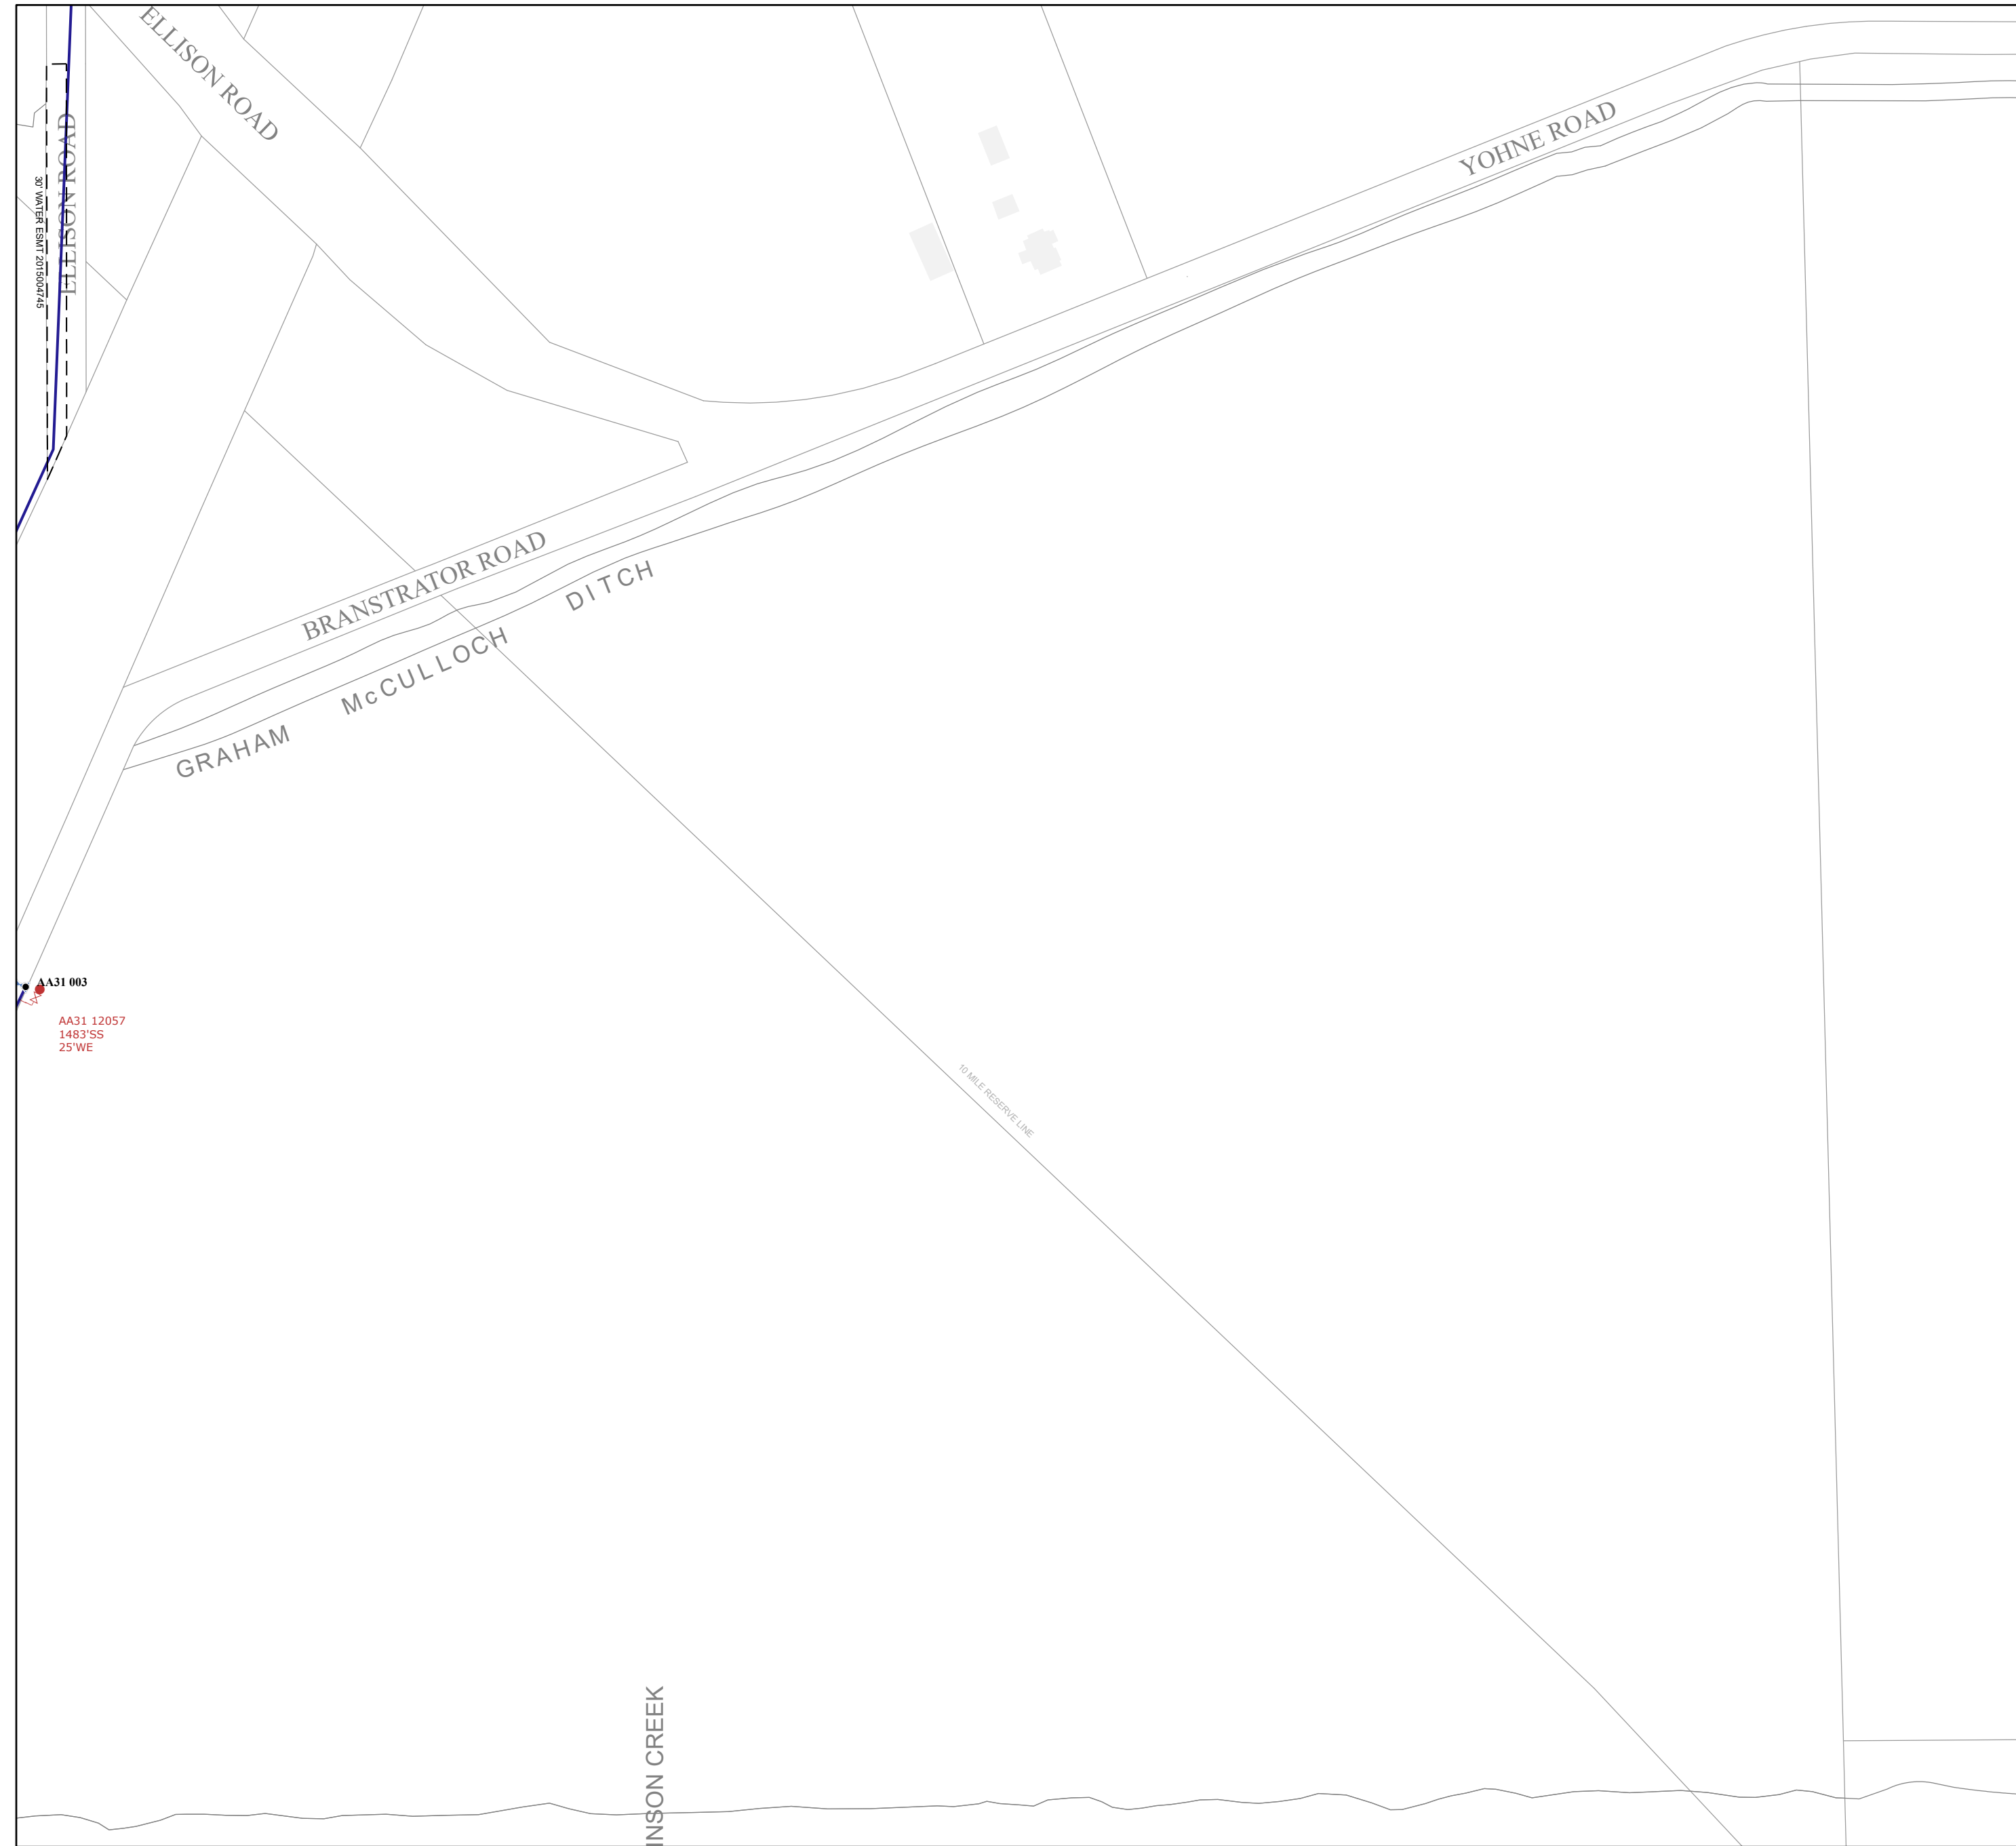 ELLISON ROAD
ELLISON ROAD
30' WATER ESMT 2015004745
YOHNE ROAD
BRANSTRATOR ROAD
GRAHAM McCULLOCH DITCH
AA31 003
AA31 12057
1483'SS
25'WE
10 MILE RESERVE LINE
INSON CREEK